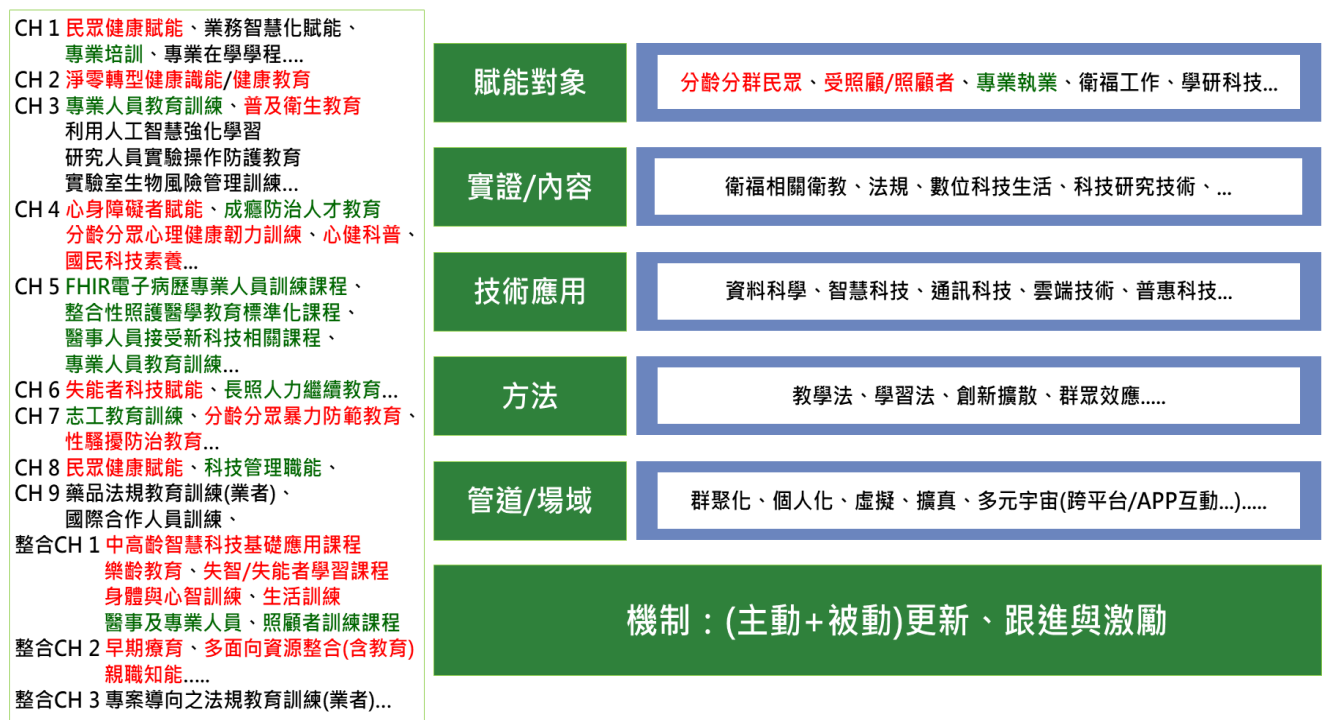 CH 1 民眾健康賦能、業務智慧化賦能、
專業培訓、專業在學學程....
CH 2 淨零轉型健康識能/健康教育
CH 3 專業人員教育訓練、普及衛生教育
利用人工智慧強化學習
研究人員實驗操作防護教育
實驗室生物風險管理訓練...
CH 4 心身障礙者賦能、成癮防治人才教育
分齡分眾心理健康韌力訓練、心健科普、
國民科技素養...
CH 5 FHIR電子病歷專業人員訓練課程、
整合性照護醫學教育標準化課程、
醫事人員接受新科技相關課程、
專業人員教育訓練...
CH 6 失能者科技賦能、長照人力繼續教育...
CH 7 志工教育訓練、分齡分眾暴力防範教育、
性騷擾防治教育...
CH 8 民眾健康賦能、科技管理職能、
CH 9 藥品法規教育訓練(業者)、
國際合作人員訓練、
整合CH 1 中高齡智慧科技基礎應用課程
樂齡教育、失智/失能者學習課程
身體與心智訓練、生活訓練
醫事及專業人員、照顧者訓練課程
整合CH 2 早期療育、多面向資源整合(含教育)
親職知能.....
整合CH 3 專案導向之法規教育訓練(業者)...
賦能對象
分齡分群民眾、受照顧/照顧者、專業執業、衛福工作、學研科技...
實證/內容
衛福相關衛教、法規、數位科技生活、科技研究技術、...
技術應用
資料科學、智慧科技、通訊科技、雲端技術、普惠科技...
方法
教學法、學習法、創新擴散、群眾效應.....
管道/場域
群聚化、個人化、虛擬、擴真、多元宇宙(跨平台/APP互動...).....
機制：(主動+被動)更新、跟進與激勵